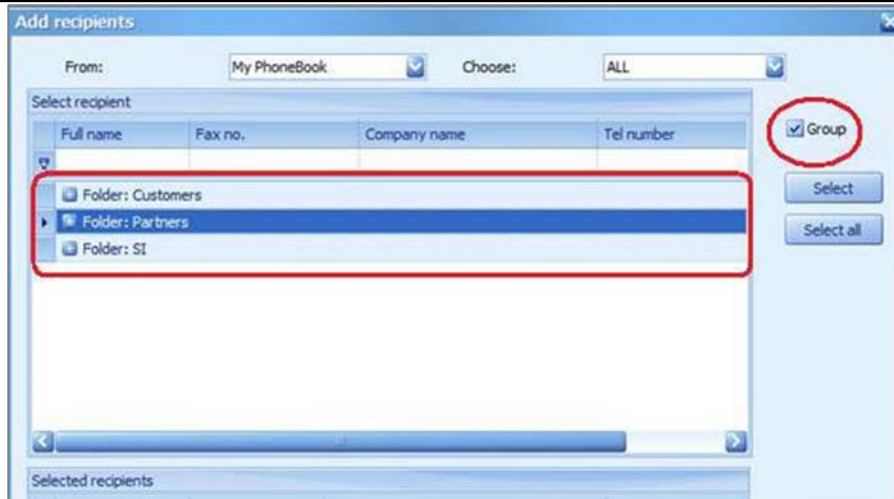 Add recipients
From: My PhoneBook Choose: ALL
Select recipient
Full name Fax no. Company name Tel number
Group
Folder: Customers
Select
Folder: Partners
Select all
Folder: SI
Selected recipients